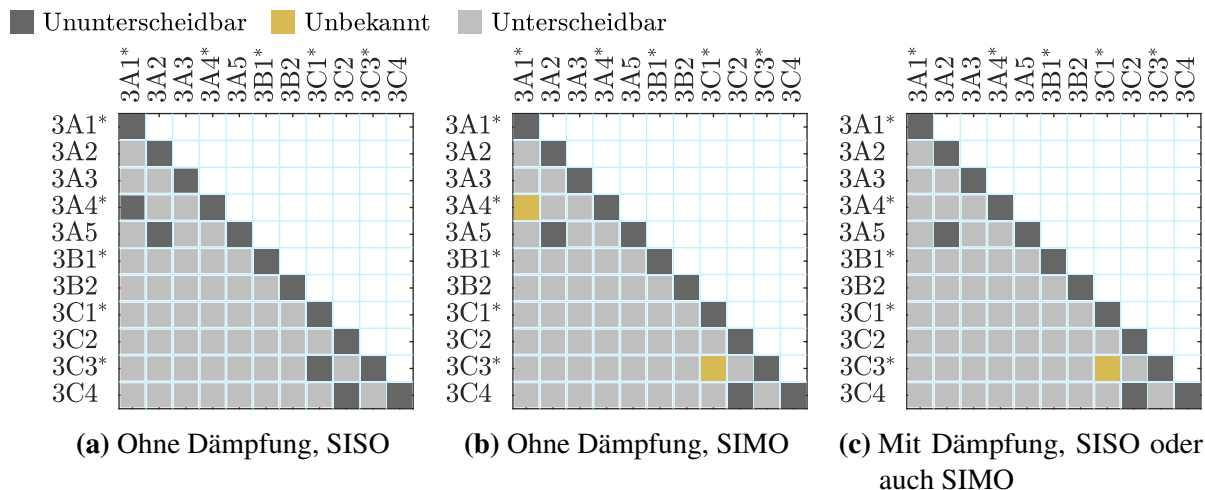 Ununterscheidbar Unbekannt Unterscheidbar
3A1* 3A2 3A3 3A4* 3A5 3B1* 3B2 3C1* 3C2 3C3* 3C4
3A1*
3A2
3A3
3A4*
3A5
3B1*
3B2
3C1*
3C2
3C3*
3C4
(a) Ohne Dämpfung, SISO
3A1* 3A2 3A3 3A4* 3A5 3B1* 3B2 3C1* 3C2 3C3* 3C4
3A1*
3A2
3A3
3A4*
3A5
3B1*
3B2
3C1*
3C2
3C3*
3C4
(b) Ohne Dämpfung, SIMO
3A1* 3A2 3A3 3A4* 3A5 3B1* 3B2 3C1* 3C2 3C3* 3C4
3A1*
3A2
3A3
3A4*
3A5
3B1*
3B2
3C1*
3C2
3C3*
3C4
(c) Mit Dämpfung, SISO oder
auch SIMO